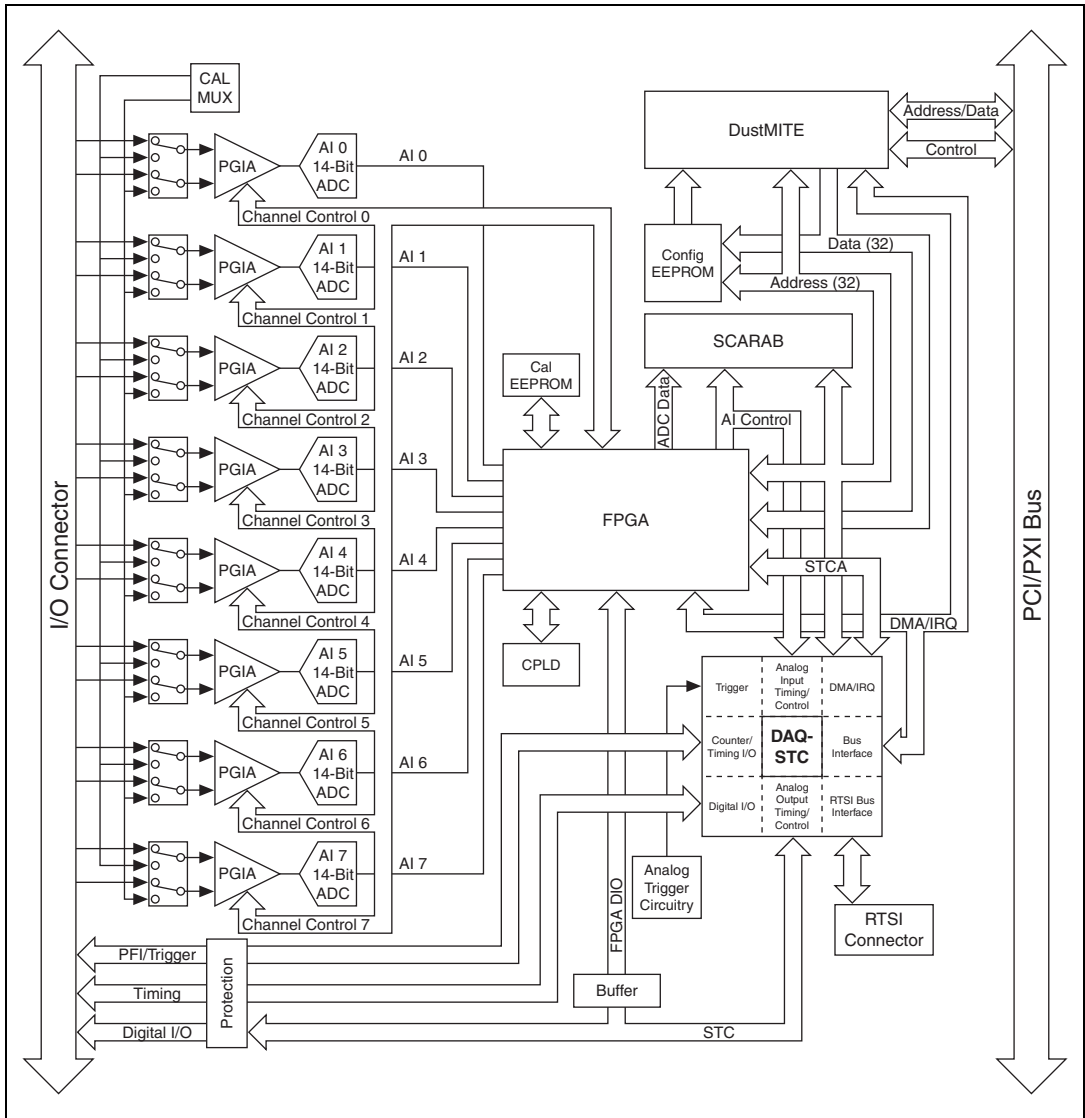 CAL
MUX
PGIA
AI 0
14-Bit
ADC
AI 0
Channel Control 0
PGIA
AI 1
14-Bit
ADC
AI 1
Channel Control 1
PGIA
AI 2
14-Bit
ADC
AI 2
Channel Control 2
PGIA
AI 3
14-Bit
ADC
AI 3
Channel Control 3
PGIA
AI 4
14-Bit
ADC
AI 4
Channel Control 4
PGIA
AI 5
14-Bit
ADC
AI 5
Channel Control 5
PGIA
AI 6
14-Bit
ADC
AI 6
Channel Control 6
PGIA
AI 7
14-Bit
ADC
AI 7
Channel Control 7
I/O Connector
PFI/Trigger
Timing
Digital I/O
Protection
DustMITE
Address/Data
Control
Config
EEPROM
Data (32)
Address (32)
SCARAB
Cal
EEPROM
ADC Data
AI Control
FPGA
STCA
DMA/IRQ
CPLD
Trigger
Analog
Input
Timing/
Control
DMA/IRQ
Counter/
Timing I/O
DAQ-
STC
Bus
Interface
Digital I/O
Analog
Output
Timing/
Control
RTSI Bus
Interface
Analog
Trigger
Circuitry
RTSI
Connector
FPGA DIO
Buffer
STC
PCI/PXI Bus